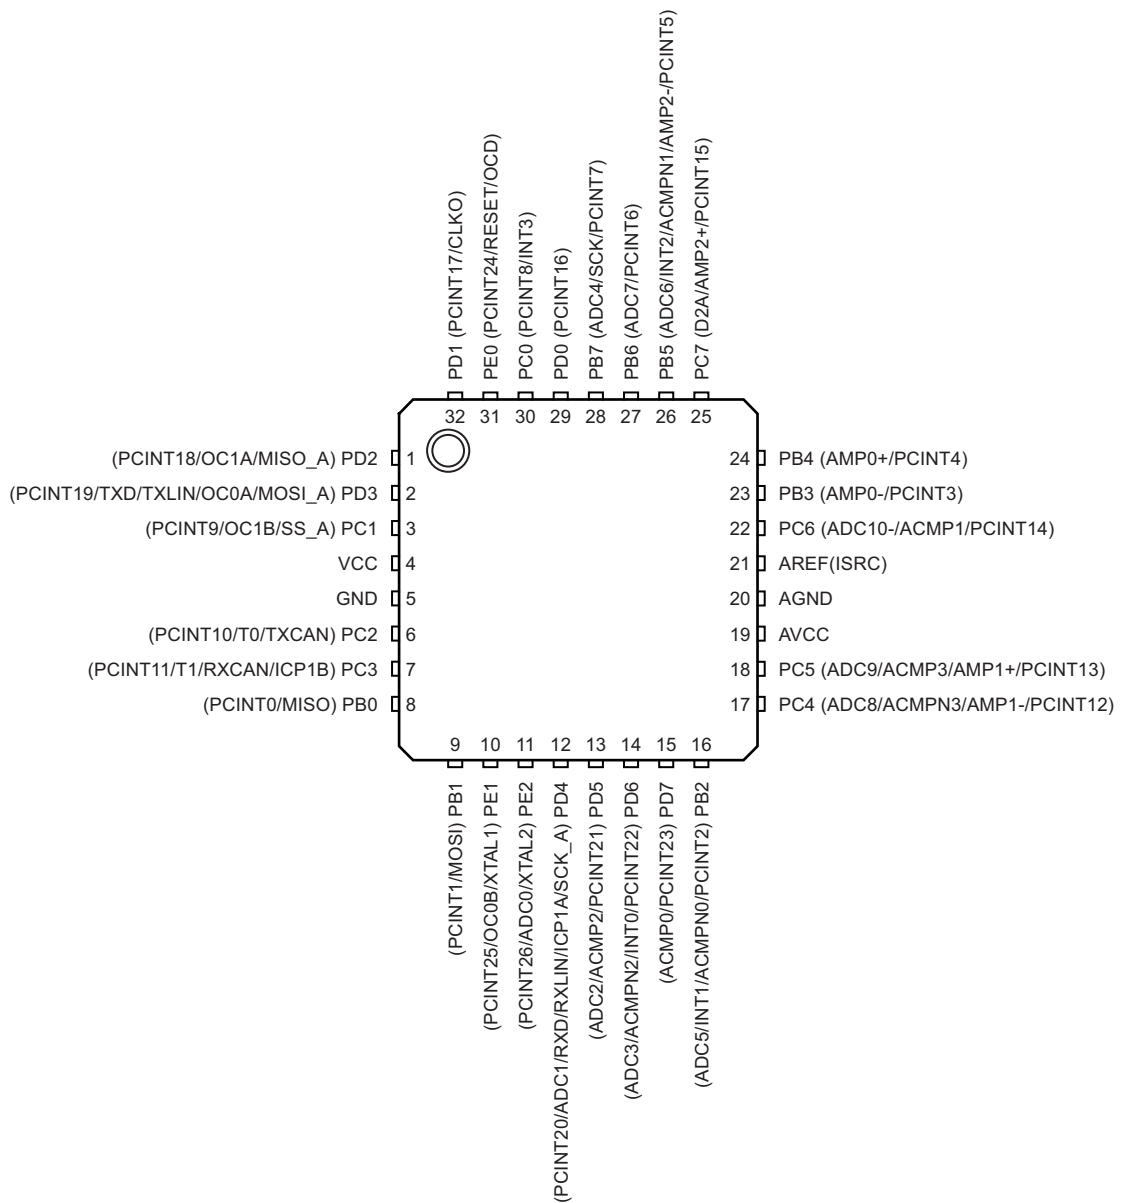 PD1 (PCINT17/CLKO)
PE0 (PCINT24/RESET/OCD)
PC0 (PCINT8/INT3)
PD0 (PCINT16)
PB7 (ADC4/SCK/PCINT7)
PB6 (ADC7/PCINT6)
PB5 (ADC6/INT2/ACMPN1/AMP2-/PCINT5)
PC7 (D2A/AMP2+/PCINT15)
32 31 30 29 28 27 26 25
(PCINT18/OC1A/MISO_A) PD2 1
(PCINT19/TXD/TXLIN/OC0A/MOSI_A) PD3 2
(PCINT9/OC1B/SS_A) PC1 3
VCC 4
GND 5
(PCINT10/T0/TXCAN) PC2 6
(PCINT11/T1/RXCAN/ICP1B) PC3 7
(PCINT0/MISO) PB0 8
24 PB4 (AMP0+/PCINT4)
23 PB3 (AMP0-/PCINT3)
22 PC6 (ADC10-/ACMP1/PCINT14)
21 AREF(ISRC)
20 AGND
19 AVCC
18 PC5 (ADC9/ACMP3/AMP1+/PCINT13)
17 PC4 (ADC8/ACMPN3/AMP1-/PCINT12)
9 10 11 12 13 14 15 16
(PCINT1/MOSI) PB1
(PCINT25/OC0B/XTAL1) PE1
(PCINT26/ADC0/XTAL2) PE2
(PCINT20/ADC1/RXD/RXLIN/ICP1A/SCK_A) PD4
(ADC2/ACMP2/PCINT21) PD5
(ADC3/ACMPN2/INT0/PCINT22) PD6
(ACMP0/PCINT23) PD7
(ADC5/INT1/ACMPN0/PCINT2) PB2